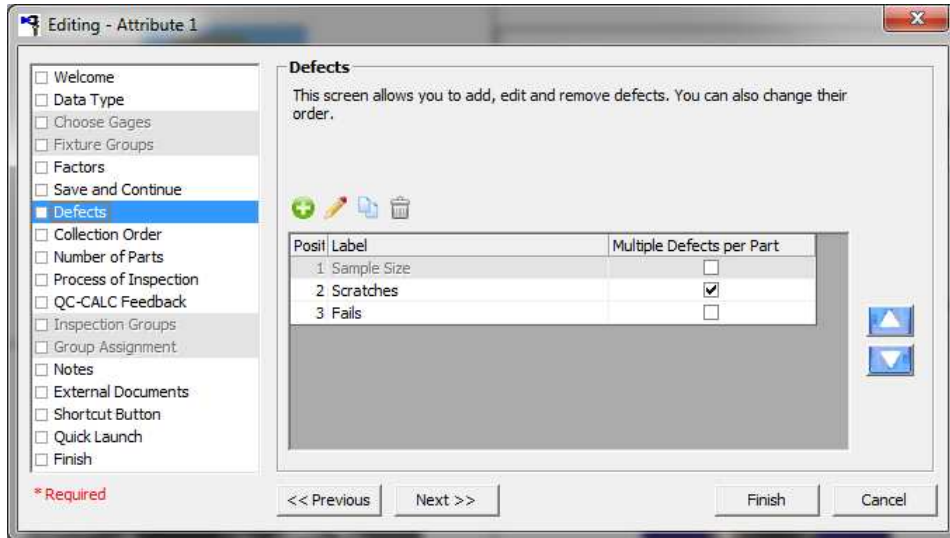 Editing - Attribute 1
Welcome
Data Type
Choose Gages
Fixture Groups
Factors
Save and Continue
Defects
Collection Order
Number of Parts
Process of Inspection
QC-CALC Feedback
Inspection Groups
Group Assignment
Notes
External Documents
Shortcut Button
Quick Launch
Finish
* Required
Defects
This screen allows you to add, edit and remove defects. You can also change their
order.
Posit Label Multiple Defects per Part
1 Sample Size
2 Scratches
3 Fails
<< Previous Next >> Finish Cancel